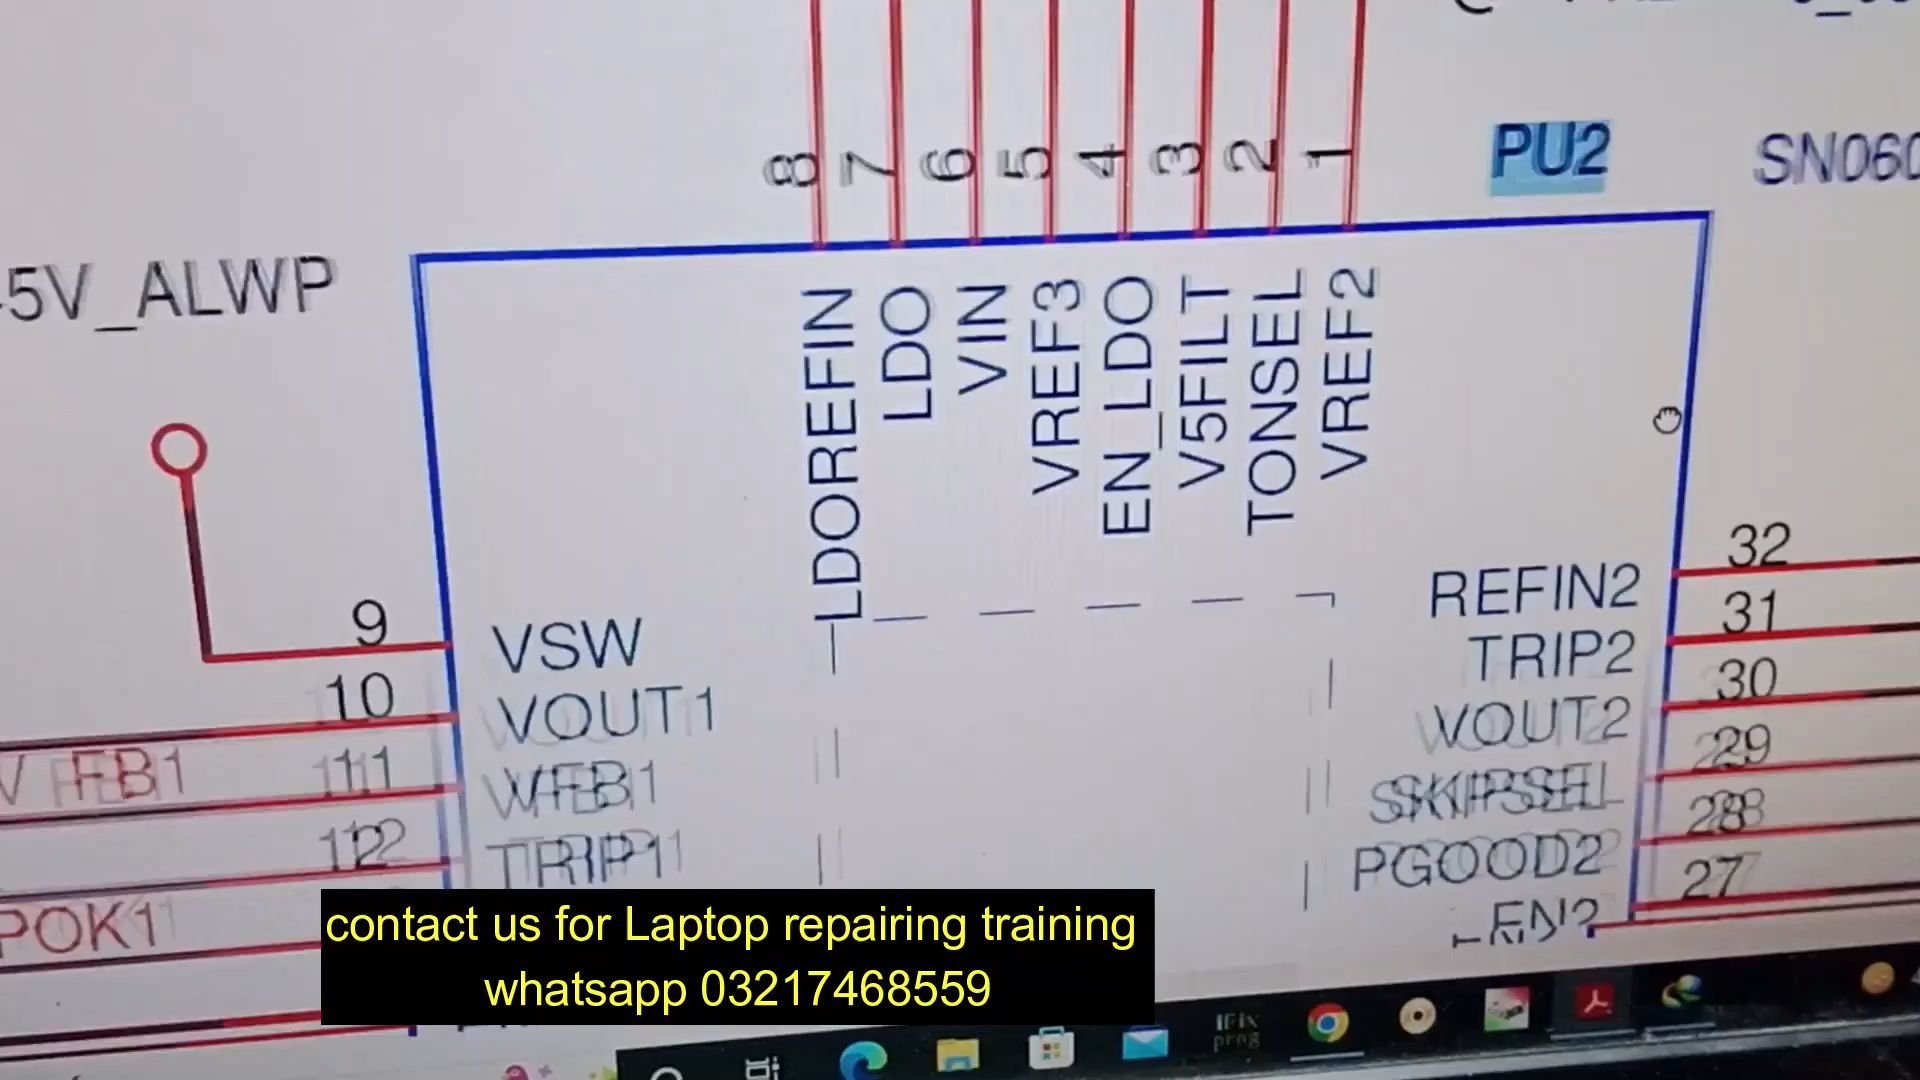 8
7
6
5
4
3
2
1
PU2
SN060
5V_ALWP
LDOREFIN
LDO
VIN
VREF3
EN_LDO
V5FILT
TONSEL
VREF2
9
VSW
10
VOUT1
FB1
11
VFB1
12
TRIP1
POK1
32
REFIN2
31
TRIP2
30
VOUT2
29
SKIPSEL
28
PGOOD2
27
EN2
contact us for Laptop repairing training
whatsapp 03217468559
iFix
prog